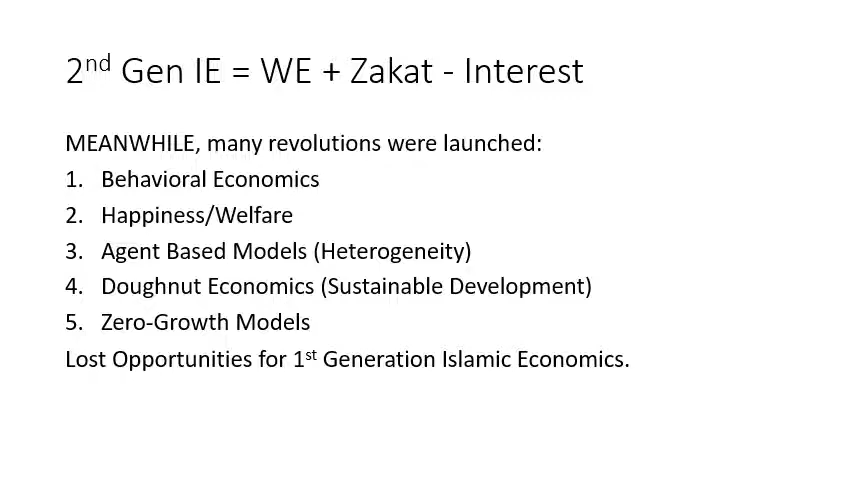 2nd Gen IE = WE + Zakat - Interest
MEANWHILE, many revolutions were launched:
1. Behavioral Economics
2. Happiness/Welfare
3. Agent Based Models (Heterogeneity)
4. Doughnut Economics (Sustainable Development)
5. Zero-Growth Models
Lost Opportunities for 1st Generation Islamic Economics.